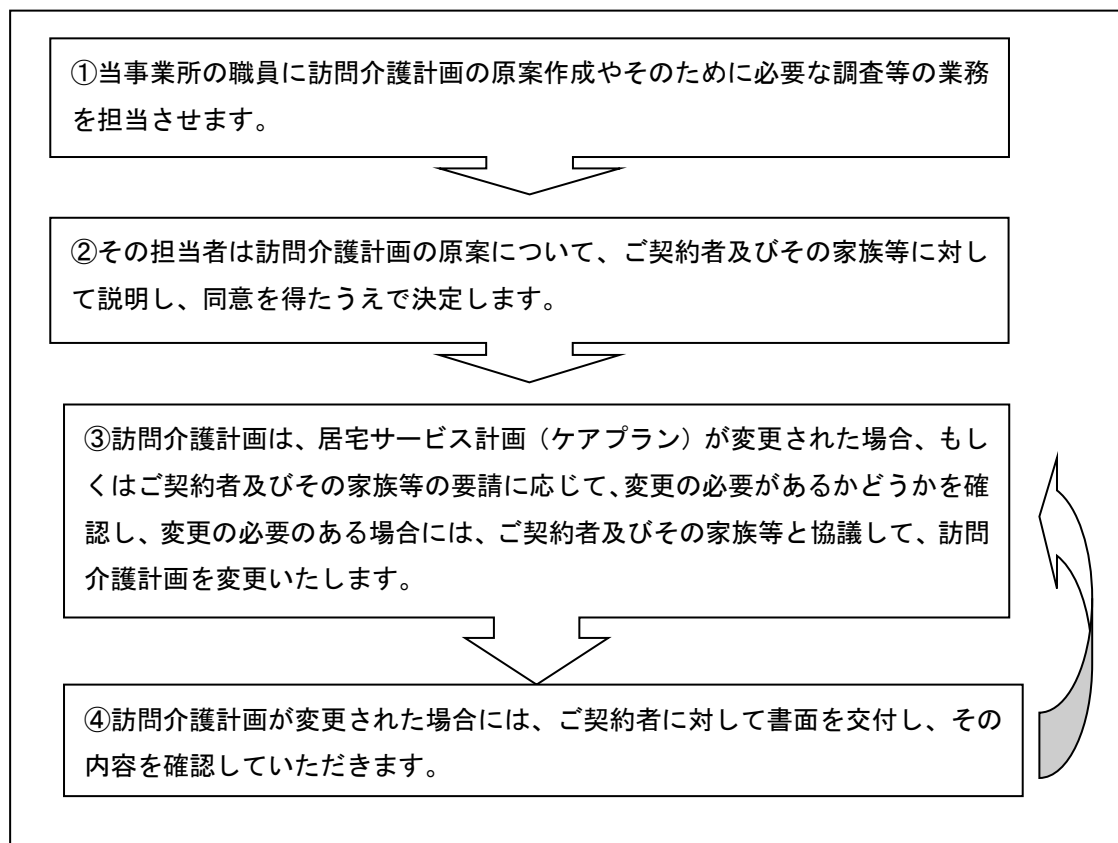 ①当事業所の職員に訪問介護計画の原案作成やそのために必要な調査等の業務
を担当させます。
②その担当者は訪問介護計画の原案について、ご契約者及びその家族等に対し
て説明し、同意を得たうえで決定します。
③訪問介護計画は、居宅サービス計画（ケアプラン）が変更された場合、もし
くはご契約者及びその家族等の要請に応じて、変更の必要があるかどうかを確
認し、変更の必要のある場合には、ご契約者及びその家族等と協議して、訪問
介護計画を変更いたします。
④訪問介護計画が変更された場合には、ご契約者に対して書面を交付し、その
内容を確認していただきます。